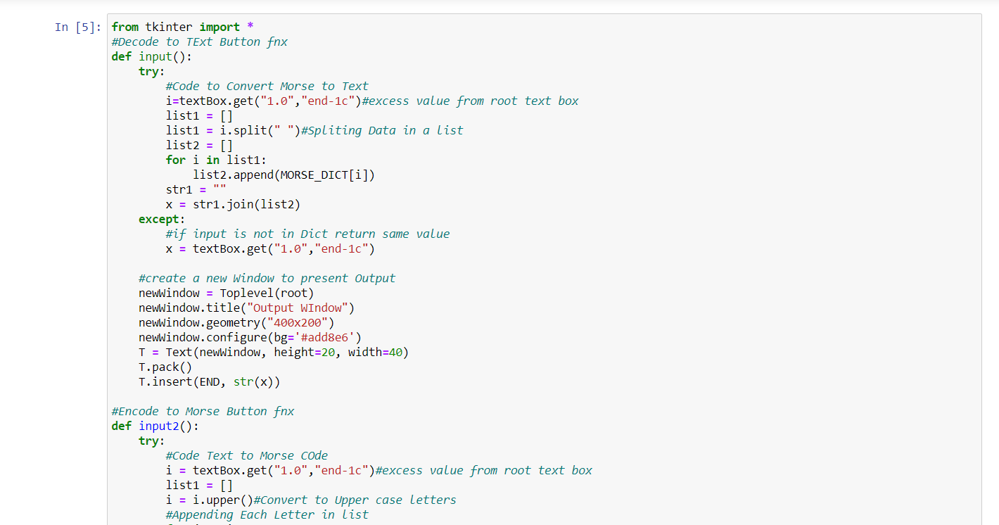 In [5]: from tkinter import *
#Decode to TExt Button fnx
def input():
    try:
        #Code to Convert Morse to Text
        i=textBox.get("1.0","end-1c")#excess value from root text box
        list1 = []
        list1 = i.split(" ")#Spliting Data in a list
        list2 = []
        for i in list1:
            list2.append(MORSE_DICT[i])
        str1 = ""
        x = str1.join(list2)
    except:
        #if input is not in Dict return same value
        x = textBox.get("1.0","end-1c")

    #create a new Window to present Output
    newWindow = Toplevel(root)
    newWindow.title("Output WIndow")
    newWindow.geometry("400x200")
    newWindow.configure(bg='#add8e6')
    T = Text(newWindow, height=20, width=40)
    T.pack()
    T.insert(END, str(x))

#Encode to Morse Button fnx
def input2():
    try:
        #Code Text to Morse COde
        i = textBox.get("1.0","end-1c")#excess value from root text box
        list1 = []
        i = i.upper()#Convert to Upper case letters
        #Appending Each Letter in list